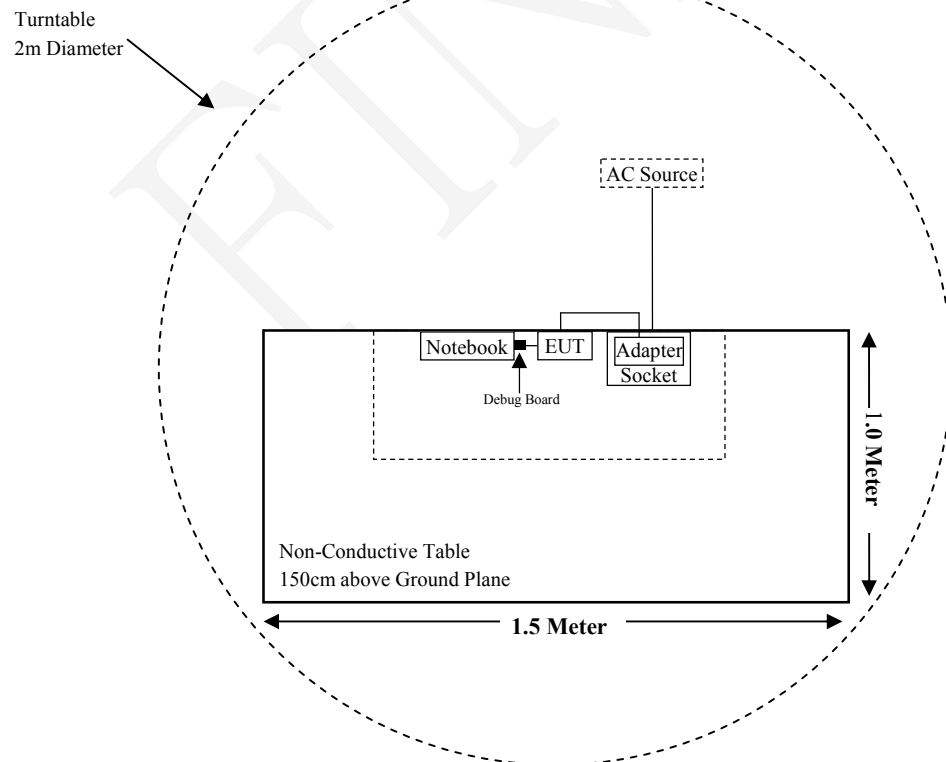 Turntable
2m Diameter
AC Source
Notebook
EUT
Adapter
Socket
Debug Board
1.0 Meter
Non-Conductive Table
150cm above Ground Plane
1.5 Meter